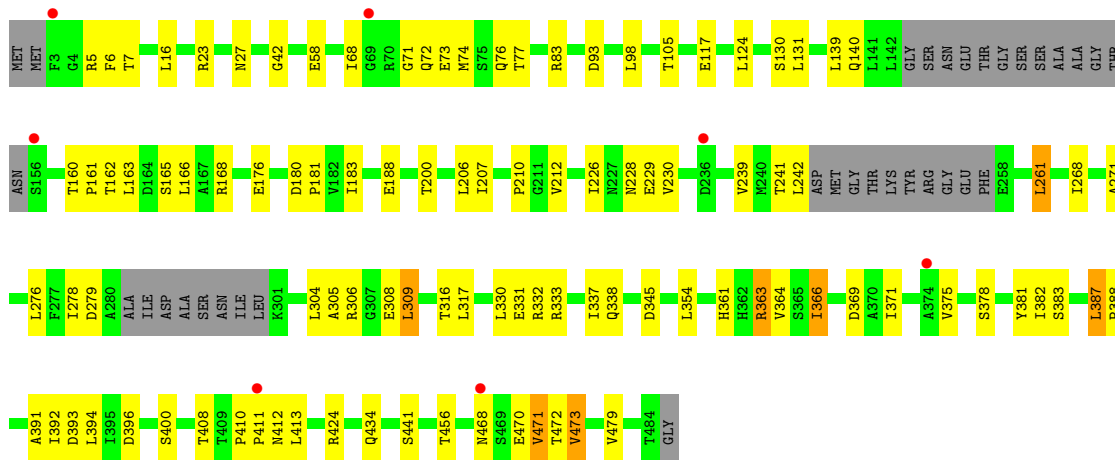 MET MET F3 G4 R5 F6 T7 L16 R23 N27 G42 E58 I68 G69 R70 G71 Q72 E73 M74 S75 Q76 T77 R83 D93 L98 T105 E117 L124 S130 L131 L139 Q140 L141 L142 GLY SER ASN GLU THR GLY SER SER ALA ALA GLY THR
ASN S156 T160 P161 T162 L163 D164 S165 L166 A167 R168 E176 D180 P181 V182 I183 E188 T200 L206 I207 P210 G211 V212 I226 N227 N228 E229 V230 D236 V239 M240 T241 L242 ASP MET GLY THR LYS TYR ARG GLY GLU PHE E258 L261 I268 A271
L276 F277 I278 D279 A280 ALA ILE ASP ALA SER ASN ILE LEU K301 L304 A305 R306 G307 E308 L309 T316 L317 L330 E331 R332 R333 I337 Q338 D345 L354 H361 H362 R363 V364 S365 I366 D369 A370 I371 A374 V375 S378 Y381 I382 S383 L387 R388
A391 I392 D393 L394 I395 D396 S400 T408 T409 P410 P411 N412 L413 R424 Q434 S441 T456 N468 S469 E470 V471 T472 V473 V479 T484 GLY